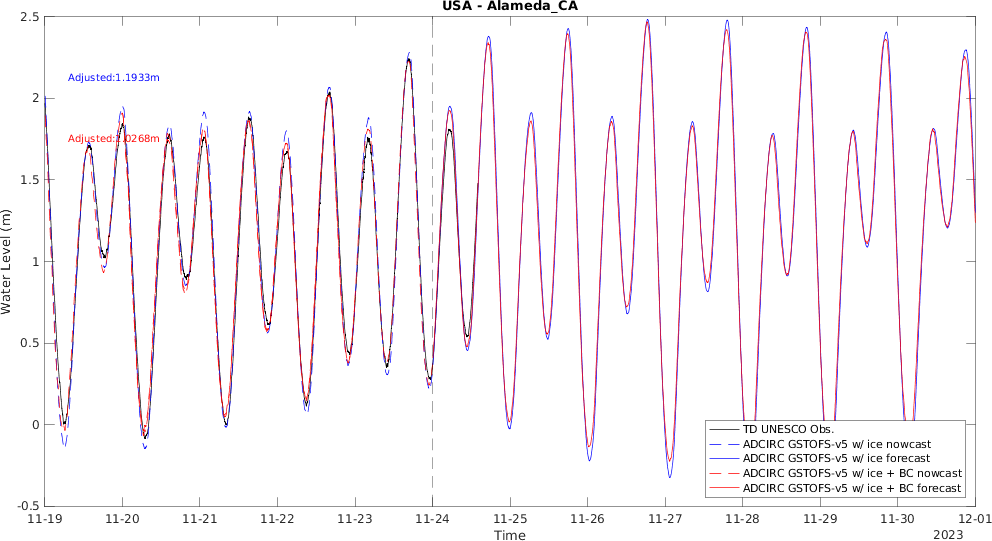 USA - Alameda_CA
2.5
2
1.5
1
0.5
0
-0.5
Water Level (m)
Adjusted:1.1933m
Adjusted:1.0268m
TD UNESCO Obs.
ADCIRC GSTOFS-v5 w/ ice nowcast
ADCIRC GSTOFS-v5 w/ ice forecast
ADCIRC GSTOFS-v5 w/ ice + BC nowcast
ADCIRC GSTOFS-v5 w/ ice + BC forecast
11-19 11-20 11-21 11-22 11-23 11-24 11-25 11-26 11-27 11-28 11-29 11-30 12-01
Time
2023